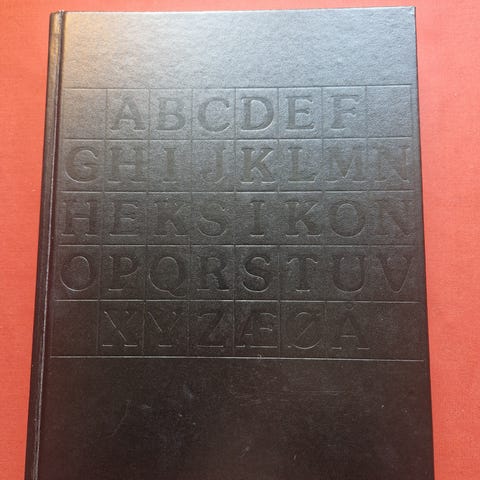 ABCDEF
GHIJKLMN
HEKSIKON
OPQRSTUV
XYZÆØÅ